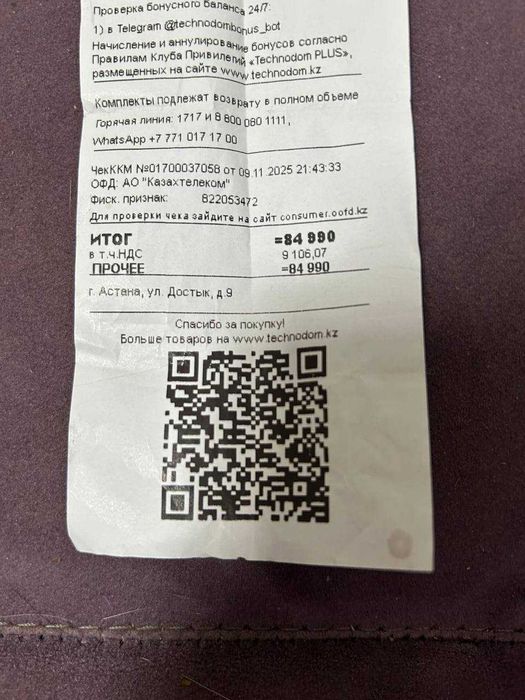 Проверка бонусного баланса 24/7:
1) в Telegram @technodombonus_bot
Начисление и аннулирование бонусов согласно
Правилам Клуба Привилегий «Technodom PLUS»,
размещенных на сайте www.technodom.kz
Комплекты подлежат возврату в полном объеме
Горячая линия: 1717 и 8 800 080 1111,
WhatsApp +7 771 017 17 00
ЧекККМ №01700037058 от 09.11.2025 21:43:33
ОФД: АО "Казахтелеком"
Фиск. признак: 822053472
Для проверки чека зайдите на сайт consumer.oofd.kz
ИТОГ =84 990
в т.ч.НДС 9 106,07
ПРОЧЕЕ =84 990
г. Астана, ул. Достык, д.9
Спасибо за покупку!
Больше товаров на www.technodom.kz